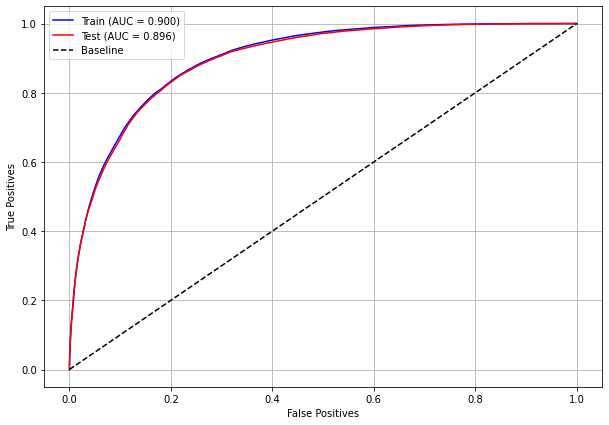 Train (AUC = 0.900)
Test (AUC = 0.896)
Baseline
True Positives
1.0
0.8
0.6
0.4
0.2
0.0
0.0 0.2 0.4 0.6 0.8 1.0
False Positives